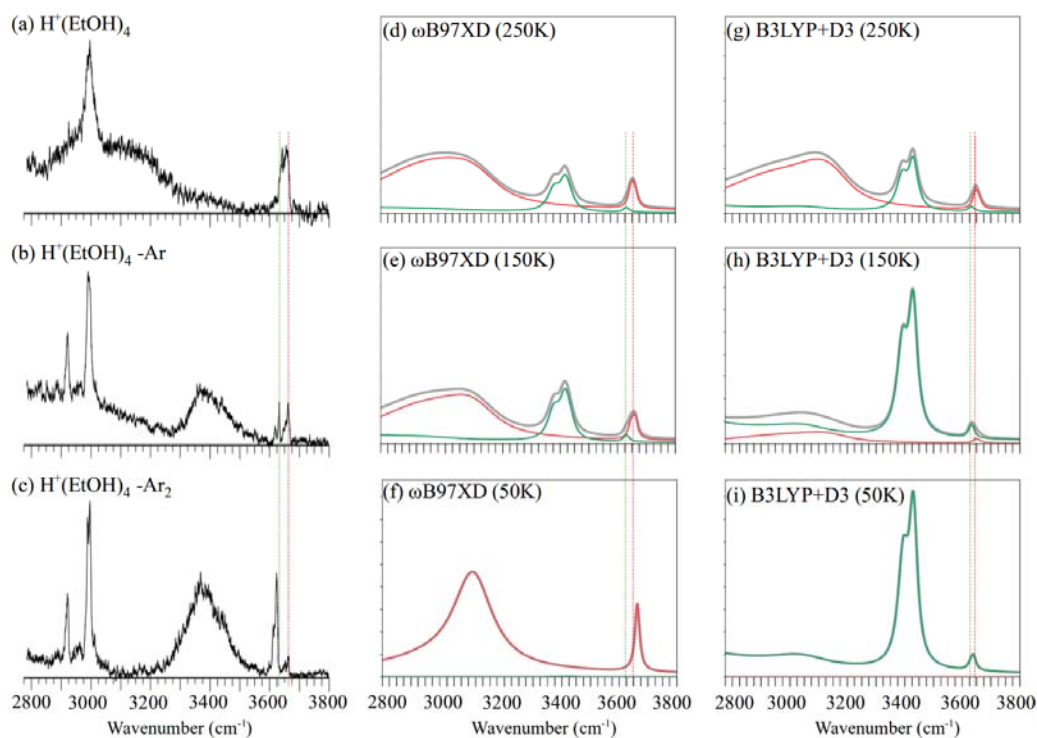 (a) H⁺(EtOH)₄
(d) ωB97XD (250K)
(g) B3LYP+D3 (250K)
(b) H⁺(EtOH)₄ -Ar
(e) ωB97XD (150K)
(h) B3LYP+D3 (150K)
(c) H⁺(EtOH)₄ -Ar₂
(f) ωB97XD (50K)
(i) B3LYP+D3 (50K)
2800 3000 3200 3400 3600 3800
2800 3000 3200 3400 3600 3800
2800 3000 3200 3400 3600 3800
Wavenumber (cm⁻¹)
Wavenumber (cm⁻¹)
Wavenumber (cm⁻¹)